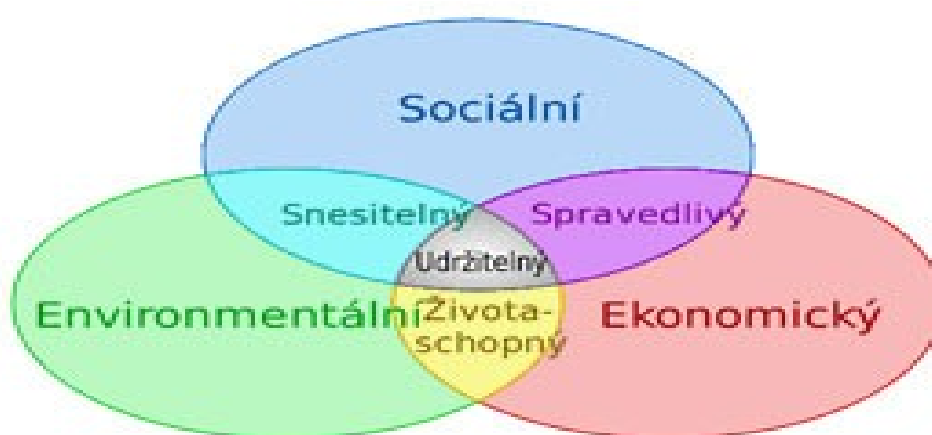 Sociální
Snesitelný
Spravedlivý
Udržitelný
Environmentální
Života-
schopný
Ekonomický